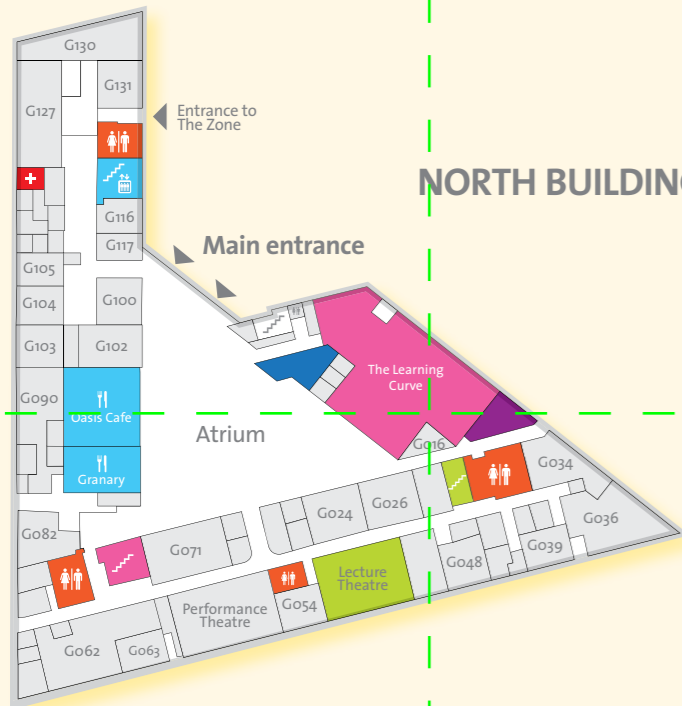 G130
G131
G127
Entrance to
The Zone
NORTH BUILDING
G116
G117
Main entrance
G105
G104
G100
G103
G102
The Learning
Curve
G090
Oasis Cafe
Atrium
G016
Granary
G034
G024
G026
G036
G082
G071
G048
G039
Lecture
Theatre
G054
Performance
Theatre
G062
G063